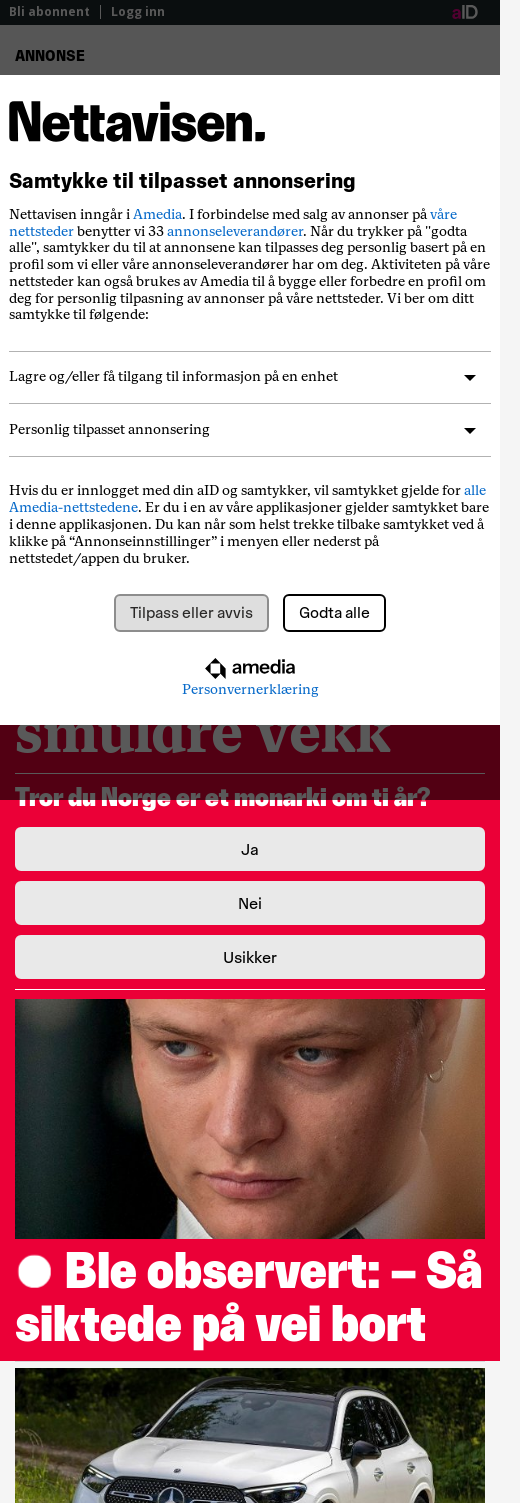 Bli abonnent | Logg inn
aID
ANNONSE
Nettavisen.
Samtykke til tilpasset annonsering
Nettavisen inngår i Amedia. I forbindelse med salg av annonser på våre
nettsteder benytter vi 33 annonseleverandører. Når du trykker på "godta
alle", samtykker du til at annonsene kan tilpasses deg personlig basert på en
profil som vi eller våre annonseleverandører har om deg. Aktiviteten på våre
nettsteder kan også brukes av Amedia til å bygge eller forbedre en profil om
deg for personlig tilpasning av annonser på våre nettsteder. Vi ber om ditt
samtykke til følgende:
Lagre og/eller få tilgang til informasjon på en enhet
Personlig tilpasset annonsering
Hvis du er innlogget med din aID og samtykker, vil samtykket gjelde for alle
Amedia-nettstedene. Er du i en av våre applikasjoner gjelder samtykket bare
i denne applikasjonen. Du kan når som helst trekke tilbake samtykket ved å
klikke på “Annonseinnstillinger” i menyen eller nederst på
nettstedet/appen du bruker.
Tilpass eller avvis
Godta alle
amedia
Personvernerklæring
smuldre vekk
Tror du Norge er et monarki om ti år?
Ja
Nei
Usikker
Ble observert: – Så
siktede på vei bort